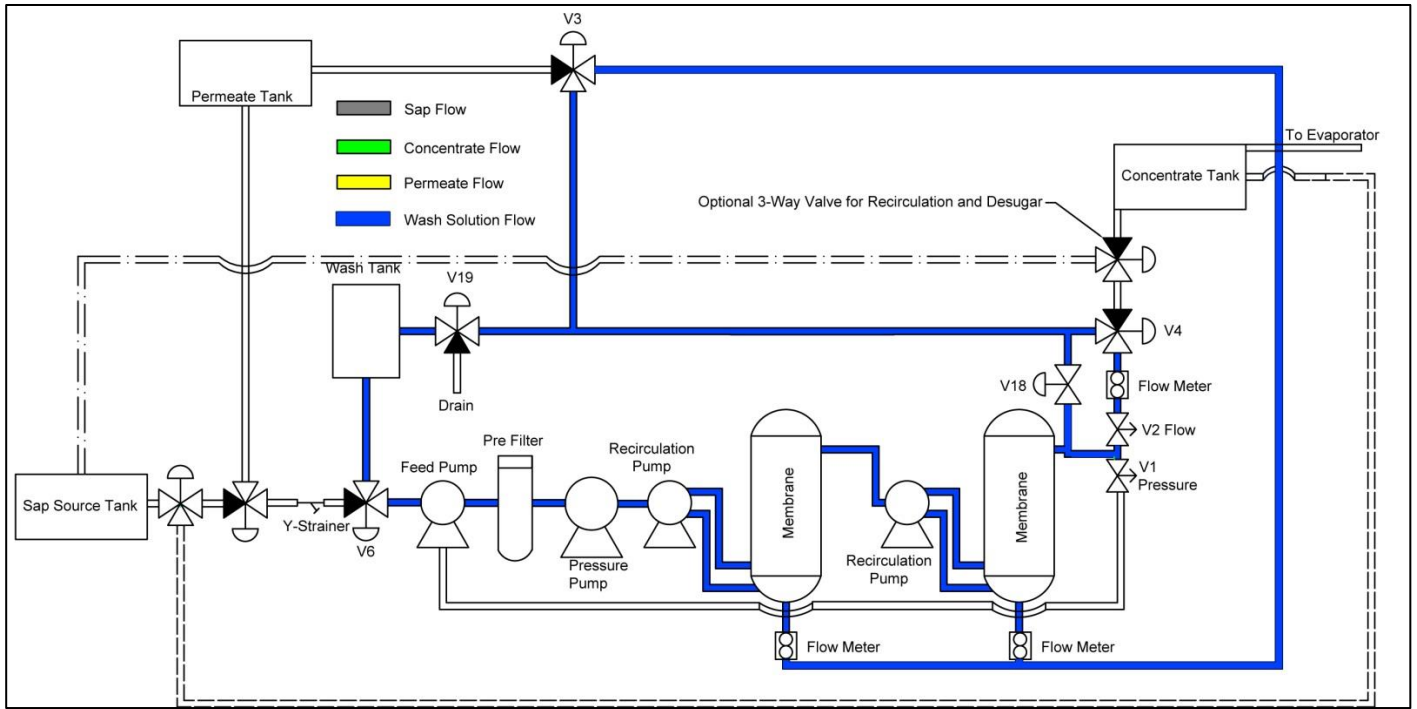 V3
Permeate Tank
Sap Flow
Concentrate Flow
Permeate Flow
Wash Solution Flow
To Evaporator
Concentrate Tank
Optional 3-Way Valve for Recirculation and Desugar
Wash Tank
V19
V4
Drain
V18
Flow Meter
V2 Flow
V1
Pressure
Pre Filter
Recirculation
Pump
Feed Pump
Membrane
Membrane
Sap Source Tank
Y-Strainer
V6
Pressure
Pump
Recirculation
Pump
Flow Meter
Flow Meter